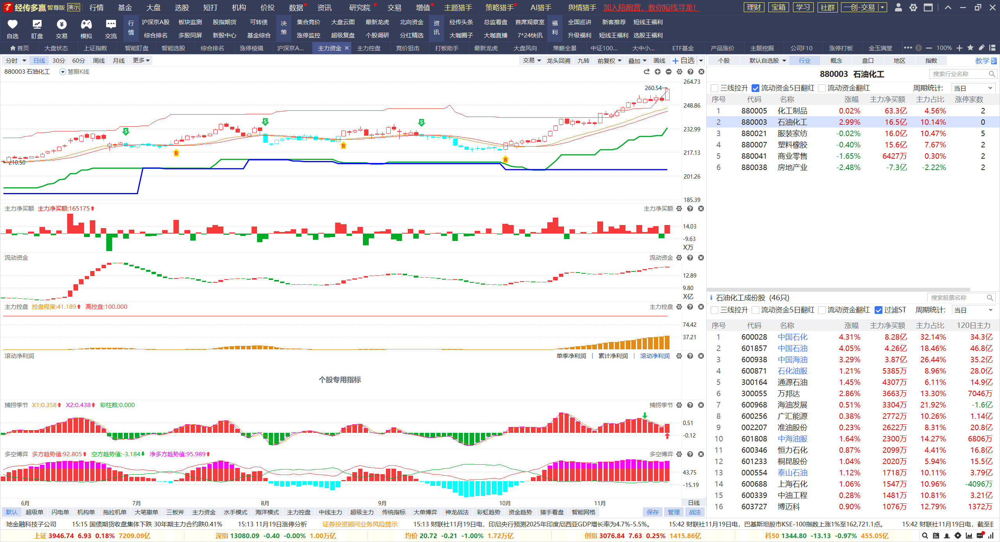 经传多赢 智尊版 演示 行情 基金 大盘 选股 短打 机构 价投 数据 资讯 研究院 交易 增值 主题猎手 策略猎手 AI猎手 舆情猎手 加入陪跑营，教你短线寻龙！ 理财 宝箱 学习 社群 一创-交易
自选 盯盘 交易 模拟 交流
行情 沪深京A股 板块监测 股指期货 可转债 决策 集合竞价 大盘云图 最新龙虎 北向资金 资讯 经传头条 总监看盘 首席观察室 福利 全国巡讲 新客推荐 短线王福利
综合排名 多股同屏 新股中心 基金综合 涨停监控 超级复盘 个股调研 分红精选 大咖圈子 大咖直播 7*24快讯 升级福利 短线王福利 选股王福利
首页 大盘状态 上证指数 智能盯盘 智能选股 综合排名 涨停棱镜 沪深京A... 主力资金 主力控盘 竞价狙击 打板助手 最新龙虎 大盘风向 策略全景 中证100... 大中小... ETF基金 产品涨价 主题挖掘 公司F10 涨停打板 金玉满堂 100%
分时 日线 30分 60分 周线 月线 更多 交易 龙头回溯 九转 前复权 叠加 画线 自选
880003 石油化工 慧眼K线
264.73
260.54
248.86
232.99
217.13
210.50
201.26
185.39
S S S
B B B
主力净买额 主力净买额:165175 主力净买额
14.03
-9.63
X万
流动资金 流动资金
12.89
9.80
X亿
主力控盘 控盘程度:41.189 高控盘:100.000 主力控盘
74.42
37.21
滚动净利润 单季净利润 累计净利润 滚动净利润
个股专用指标
捕捞季节 X1:0.358 X2:0.438 彩柱数:0.000 捕捞季节
0.51
-0.12
多空博弈 多方趋势值:92.805 空方趋势值:-3.184 净多方趋势值:95.989 多空博弈
43.75
-15.19
6月 7月 8月 9月 10月 11月 日线
默认 超级单 闪电单 机构单 拖拉机单 大笔撤单 三板斧 主力资金 水手模式 海洋模式 主力控盘 中线主力 超级主力 传统指标 大单博弈 神龙战法 彩虹趋势 资金趋势 猎手看盘 智能网格 保存 管理 战法
个股 默认自选股 行业 概念 盘口 地区 指数 教学
880003 石油化工 搜索行业名称
三线拉升 流动资金5日翻红 流动资金翻红 周期统计: 当日
序号 代码 名称 涨幅 主力净买额 主力占比 涨停家数
1 880005 化工制品 0.02% 63.3亿 4.56% 2
2 880003 石油化工 2.99% 16.5亿 10.14% 0
3 880021 服装家纺 -0.02% 16.0亿 10.47% 5
4 880007 塑料橡胶 -0.40% 15.6亿 7.67% 2
5 880041 商业零售 -1.65% 6427万 0.30% 2
6 880038 房地产业 -2.48% -7.3亿 -2.22% 2
石油化工成份股 (46只) 搜索股票名称
三线拉升 流动资金5日翻红 流动资金翻红 过滤ST 周期统计: 当日
序号 代码 名称 涨幅 主力净买额 主力占比 120日主力
1 600028 中国石化 4.31% 8.28亿 32.14% 34.3亿
2 601857 中国石油 4.05% 4.26亿 18.46% 46.8亿
3 600938 中国海油 3.29% 3.87亿 26.44% 35.2亿
4 600871 石化油服 1.21% 5385万 8.96% 28.0亿
5 300164 通源石油 1.45% 4307万 6.11% 14.9亿
6 300055 万邦达 2.86% 3663万 13.30% 7046万
7 600968 海油发展 0.51% 3304万 21.92% -1.6亿
8 600256 广汇能源 0.38% 2772万 10.26% 1.14亿
9 002207 准油股份 0.23% 2622万 8.31% 20.8亿
10 601808 中海油服 1.64% 2300万 14.27% 6806万
11 600346 恒力石化 0.87% 2099万 4.41% 16.8亿
12 601233 桐昆股份 1.04% 2020万 5.94% 15.5亿
13 000554 泰山石油 1.12% 1718万 10.11% 3.79亿
14 600688 上海石化 1.06% 1547万 10.96% -4096万
15 600339 中油工程 0.28% 1481万 10.81% 3.21亿
16 603727 博迈科 0.90% 1076万 12.79% 1372万
地金融科技子公司 15:15 国债期货收盘集体下跌 30年期主力合约跌0.41% 15:13 11月19日涨停分析 证券投资顾问业务风险提示 15:13 财联社11月19日电，印尼央行预测2025年印度尼西亚GDP增长率为4.7%-5.5%。 15:42 财联社11月19日电，巴基斯坦股市KSE-100指数上涨1%至162,721.1点。 15:42 财联社11月19日电，截至目
上证 3946.74 6.93 0.18% 7209.09亿 深指 13080.09 -0.40 -0.00% 1.00万亿 均价 20.72 -0.21 -1.00% 1.72万亿 创指 3076.84 7.63 0.25% 1415.86亿 科50 1344.80 -13.13 -0.97% 455.05亿